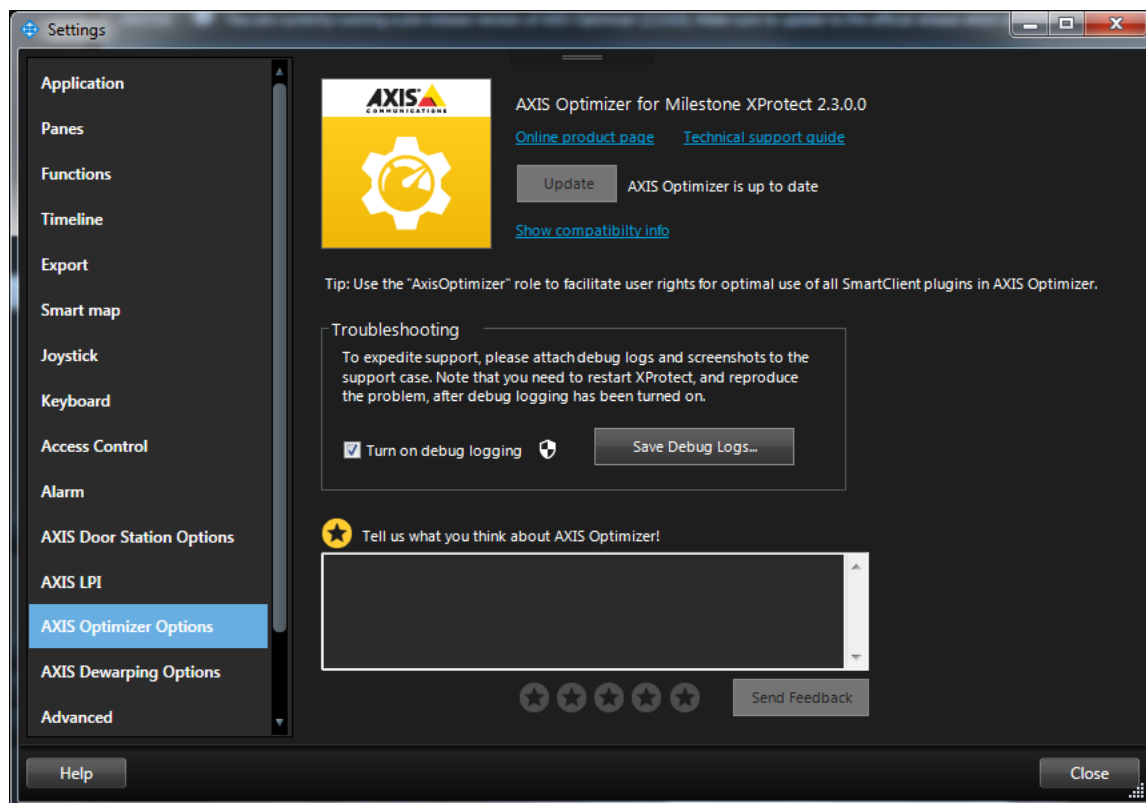 Settings
Application
Panes
Functions
Timeline
Export
Smart map
Joystick
Keyboard
Access Control
Alarm
AXIS Door Station Options
AXIS LPI
AXIS Optimizer Options
AXIS Dewarping Options
Advanced
AXIS
COMMUNICATIONS
AXIS Optimizer for Milestone XProtect 2.3.0.0
Online product page Technical support guide
Update AXIS Optimizer is up to date
Show compatibilty info
Tip: Use the "AxisOptimizer" role to facilitate user rights for optimal use of all SmartClient plugins in AXIS Optimizer.
Troubleshooting
To expedite support, please attach debug logs and screenshots to the
support case. Note that you need to restart XProtect, and reproduce
the problem, after debug logging has been turned on.
Turn on debug logging Save Debug Logs...
Tell us what you think about AXIS Optimizer!
Send Feedback
Help Close